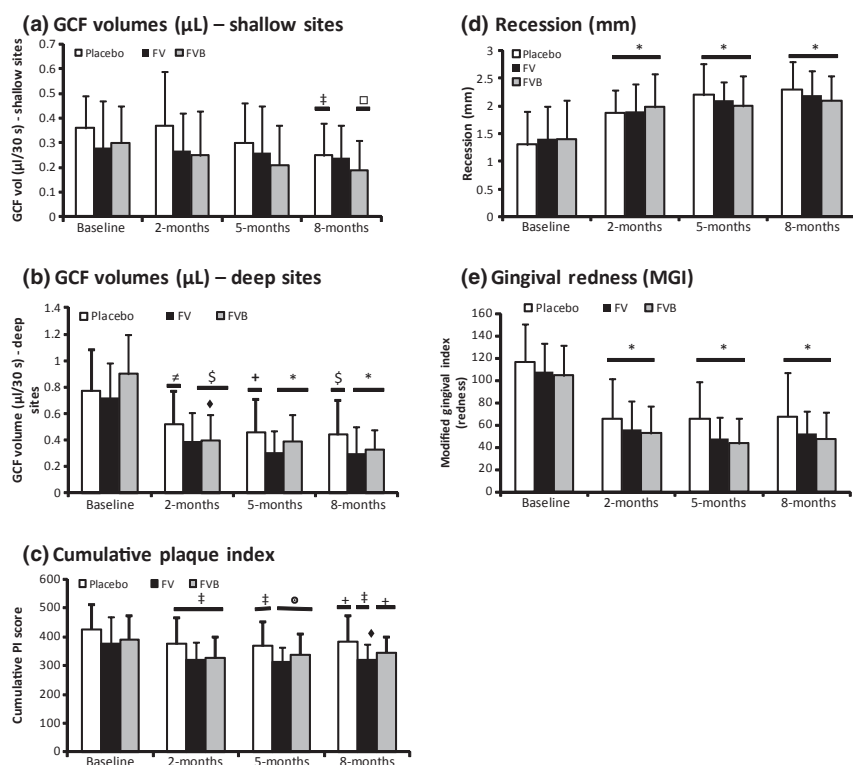 (a) GCF volumes (µL) – shallow sites
GCF vol (µl/30 s) - shallow sites
0.7
0.6
0.5
0.4
0.3
0.2
0.1
0
Placebo FV FVB
‡ □
Baseline 2-months 5-months 8-months
(b) GCF volumes (µL) – deep sites
GCF volume (µl/30 s) - deep
sites
1.4
1.2
1
0.8
0.6
0.4
0.2
0
Placebo FV FVB
≠ $ + * $ *
♦
Baseline 2-months 5-months 8-months
(c) Cumulative plaque index
Cumulative PI score
600
500
400
300
200
100
0
Placebo FV FVB
‡ ‡ ⊙ + ‡ +
♦
Baseline 2-months 5-months 8-months
(d) Recession (mm)
Recession (mm)
3
2.5
2
1.5
1
0.5
0
Placebo
FV
FVB
* * *
Baseline 2-months 5-months 8-months
(e) Gingival redness (MGI)
Modified gingival index
(redness)
160
140
120
100
80
60
40
20
0
Placebo FV FVB
* * *
Baseline 2-months 5-months 8-months